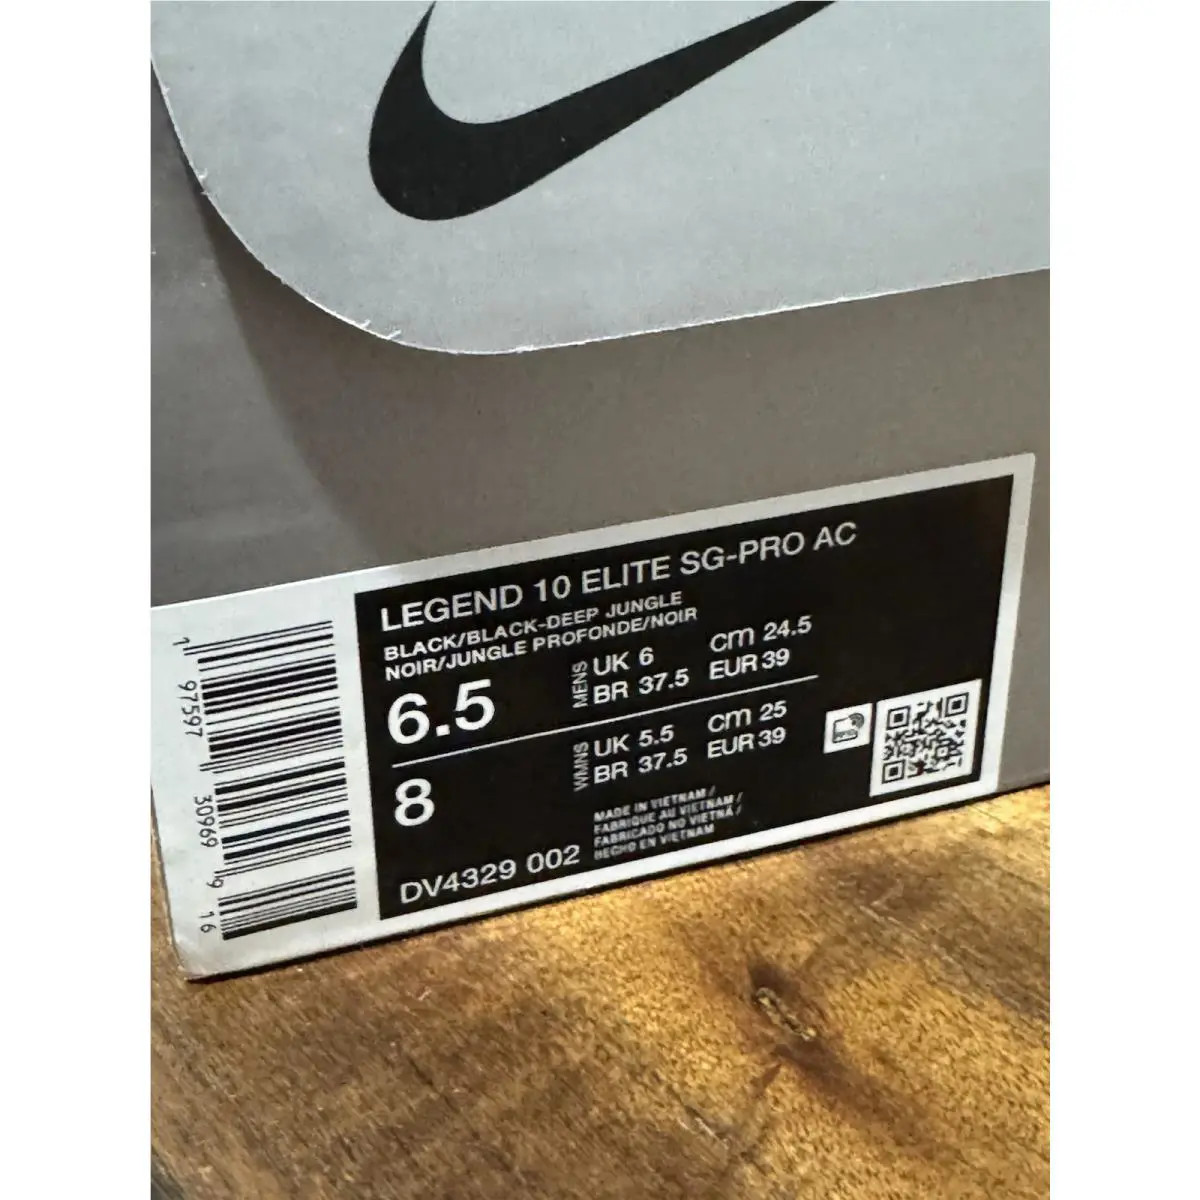 LEGEND 10 ELITE SG-PRO AC
BLACK/BLACK-DEEP JUNGLE
NOIR/JUNGLE PROFONDE/NOIR
6.5
MENS
UK 6
cm 24.5
BR 37.5
EUR 39
8
WMNS
UK 5.5
cm 25
BR 37.5
EUR 39
MADE IN VIETNAM /
FABRIQUE AU VIETNAM /
FABRICADO NO VIETNÃ /
HECHO EN VIETNAM
DV4329 002
1 97597 30969 9 16